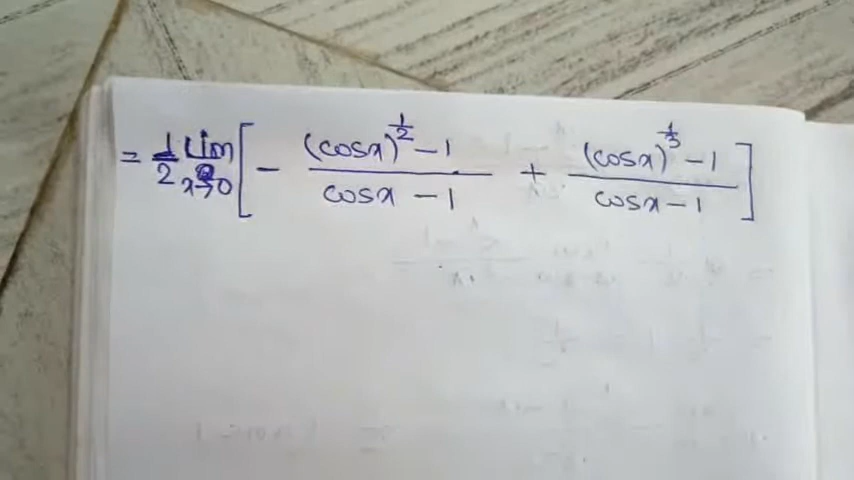 = 1/2 Lim x→0 [ - ((cosx)^(1/2) - 1)/(cosx - 1) + ((cosx)^(1/3) - 1)/(cosx - 1) ]